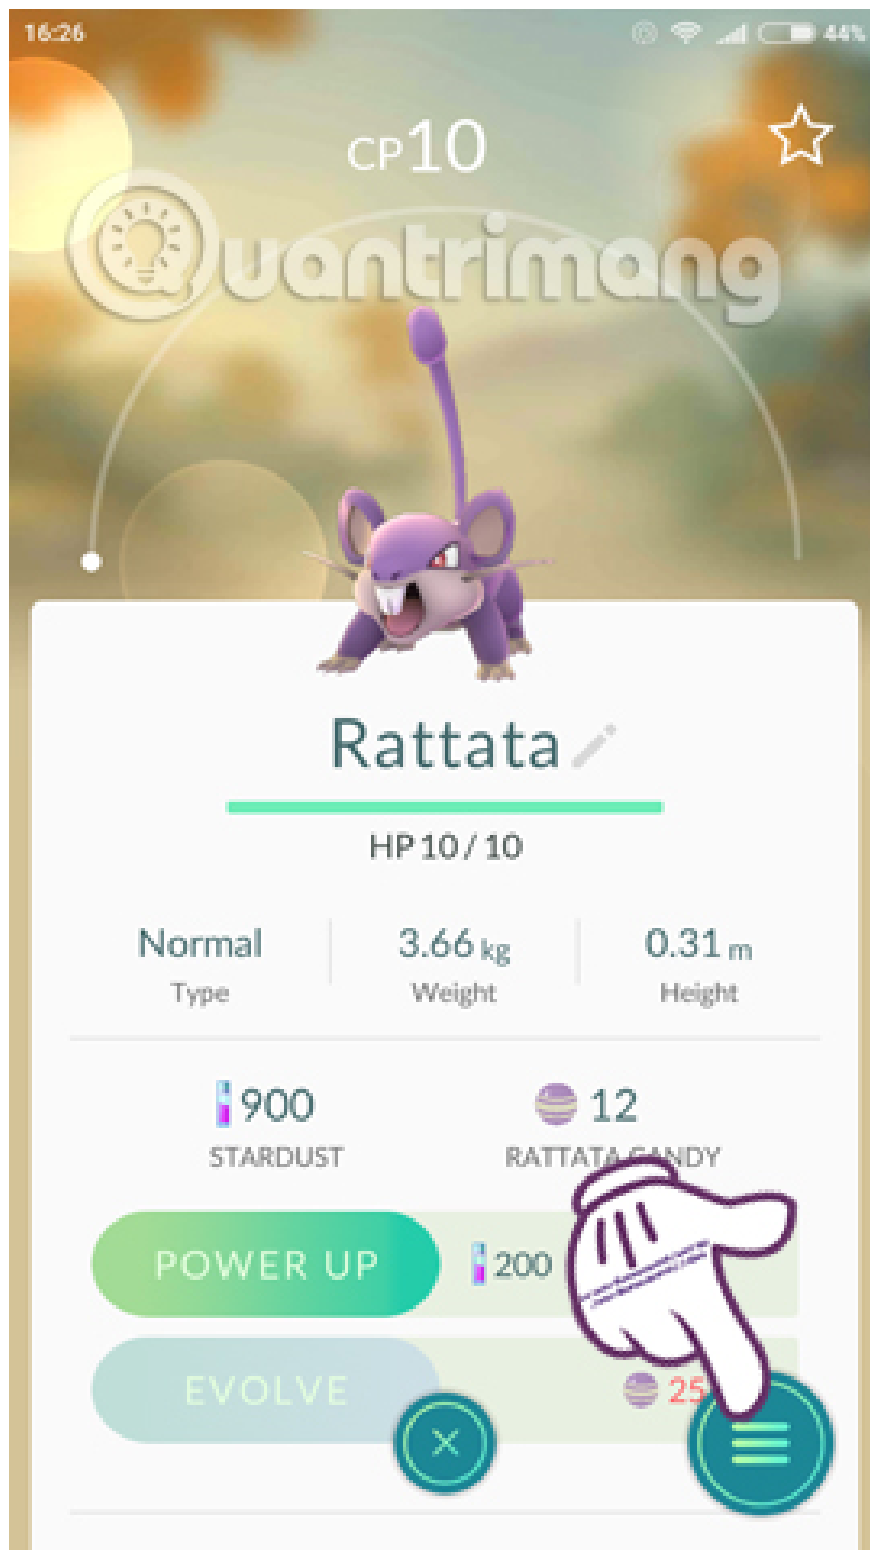 16:26
44%
CP10
Quantrimang
Rattata
HP 10 / 10
Normal
3.66 kg
0.31 m
Type
Weight
Height
900
12
STARDUST
RATTATA CANDY
POWER UP
200
EVOLVE
25